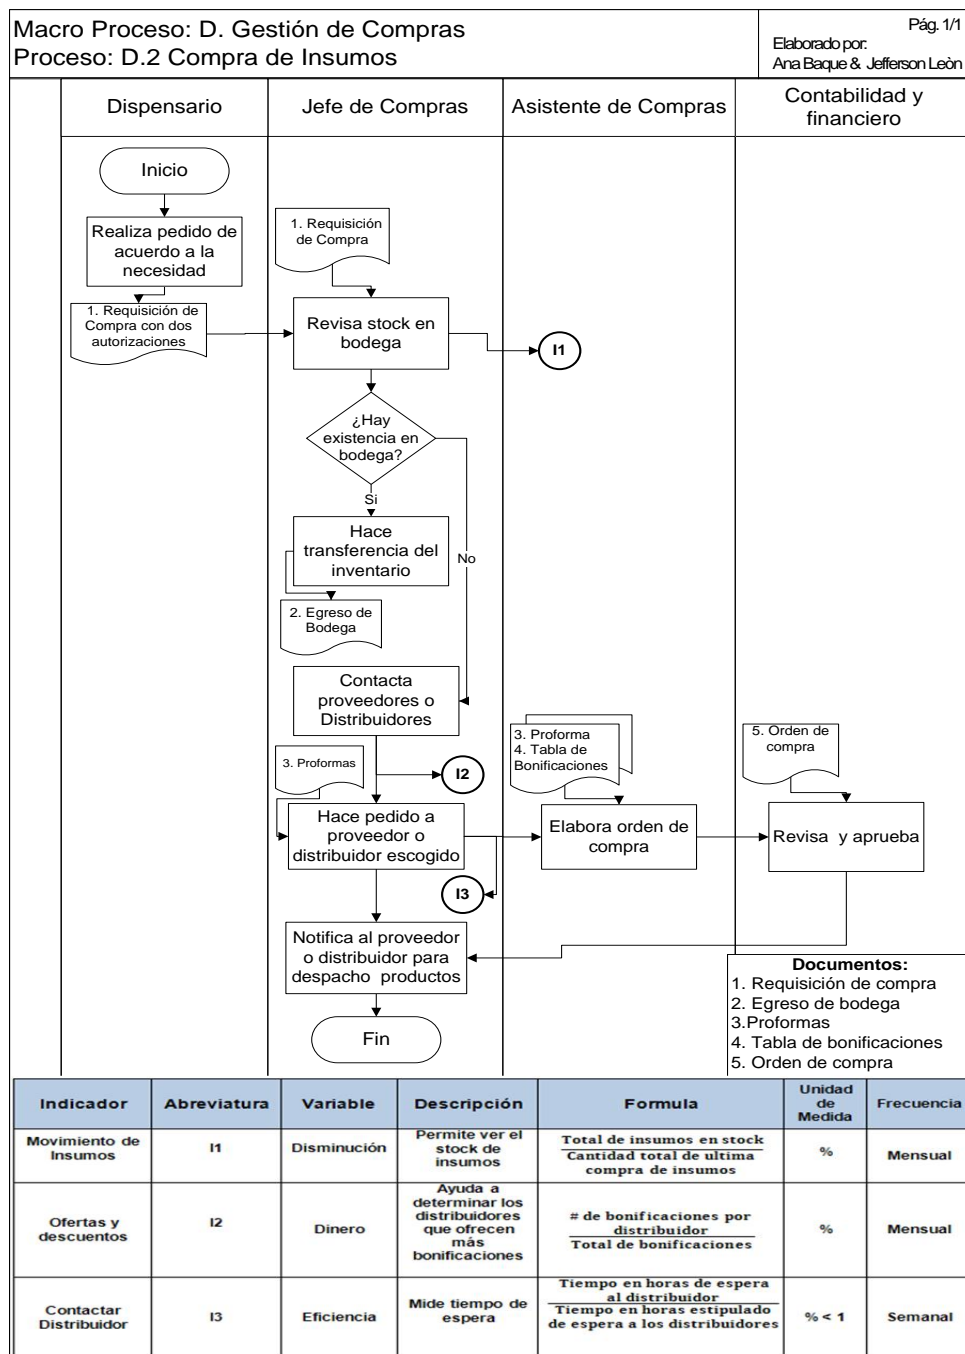 Macro Proceso: D. Gestión de Compras
Proceso: D.2 Compra de Insumos
Pág. 1/1
Elaborado por:
Ana Baque & Jefferson Leòn
Dispensario
Jefe de Compras
Asistente de Compras
Contabilidad y
financiero
Inicio
Realiza pedido de
acuerdo a la
necesidad
1. Requisición de
Compra con dos
autorizaciones
1. Requisición
de Compra
Revisa stock en
bodega
I1
¿Hay
existencia en
bodega?
Si
No
Hace
transferencia del
inventario
2. Egreso de
Bodega
Contacta
proveedores o
Distribuidores
3. Proformas
I2
Hace pedido a
proveedor o
distribuidor escogido
I3
3. Proforma
4. Tabla de
Bonificaciones
Elabora orden de
compra
5. Orden de
compra
Revisa y aprueba
Notifica al proveedor
o distribuidor para
despacho productos
Fin
Documentos:
1. Requisición de compra
2. Egreso de bodega
3.Proformas
4. Tabla de bonificaciones
5. Orden de compra
Indicador
Abreviatura
Variable
Descripción
Formula
Unidad
de
Medida
Frecuencia
Movimiento de
Insumos
I1
Disminución
Permite ver el
stock de
insumos
Total de insumos en stock
Cantidad total de ultima
compra de insumos
%
Mensual
Ofertas y
descuentos
I2
Dinero
Ayuda a
determinar los
distribuidores
que ofrecen
más
bonificaciones
# de bonificaciones por
distribuidor
Total de bonificaciones
%
Mensual
Contactar
Distribuidor
I3
Eficiencia
Mide tiempo de
espera
Tiempo en horas de espera
al distribuidor
Tiempo en horas estipulado
de espera a los distribuidores
% < 1
Semanal